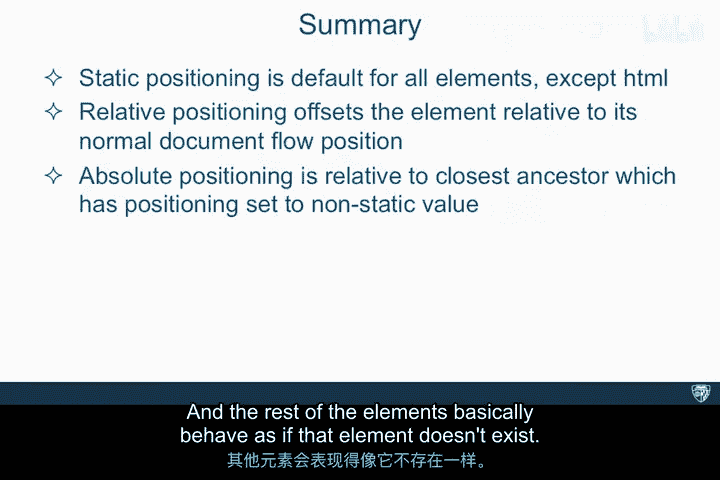 Summary
✧ Static positioning is default for all elements, except html
✧ Relative positioning offsets the element relative to its
normal document flow position
✧ Absolute positioning is relative to closest ancestor which
has positioning set to non-static value
And the rest of the elements basically
behave as if that element doesn't exist.
其他元素会表现得像它不存在一样。